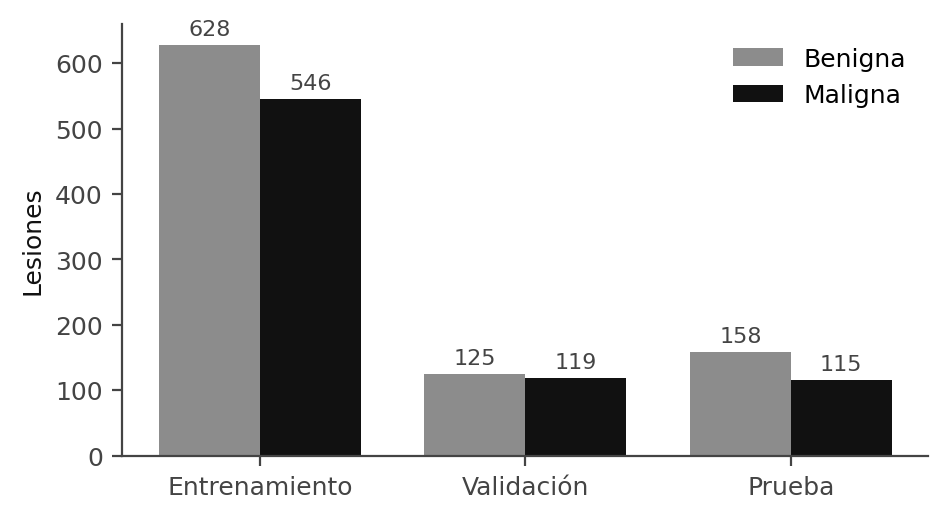 628
546
125
119
158
115
Benigna
Maligna
Lesiones
600
500
400
300
200
100
0
Entrenamiento
Validación
Prueba